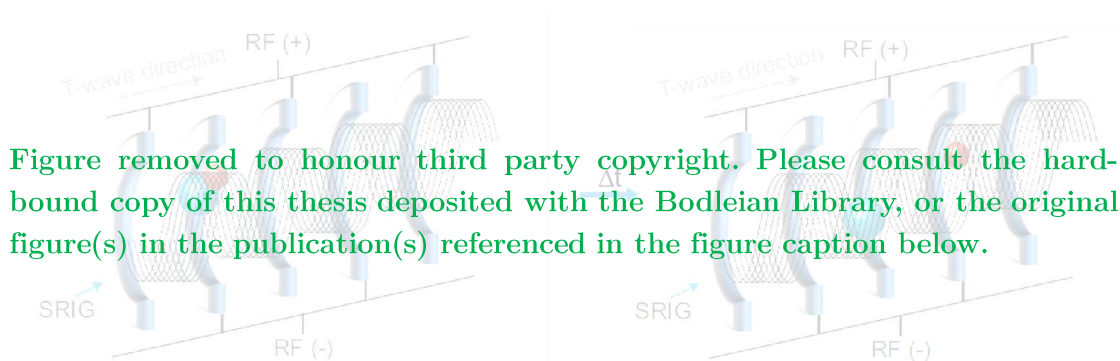 RF (+)
RF (+)
T-wave direction
T-wave direction
Figure removed to honour third party copyright. Please consult the hard-
Δt
bound copy of this thesis deposited with the Bodleian Library, or the original
figure(s) in the publication(s) referenced in the figure caption below.
SRIG
SRIG
RF (-)
RF (-)